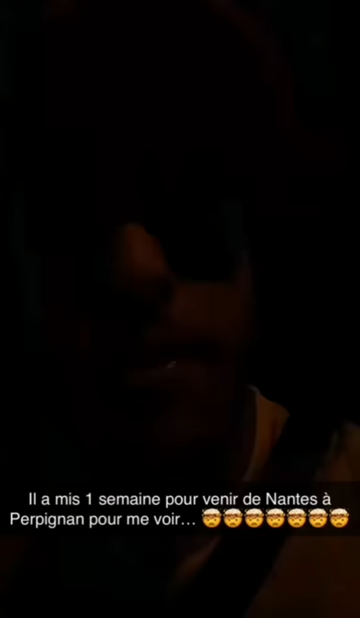 Il a mis 1 semaine pour venir de Nantes à
Perpignan pour me voir... 🤯🤯🤯🤯🤯🤯🤯